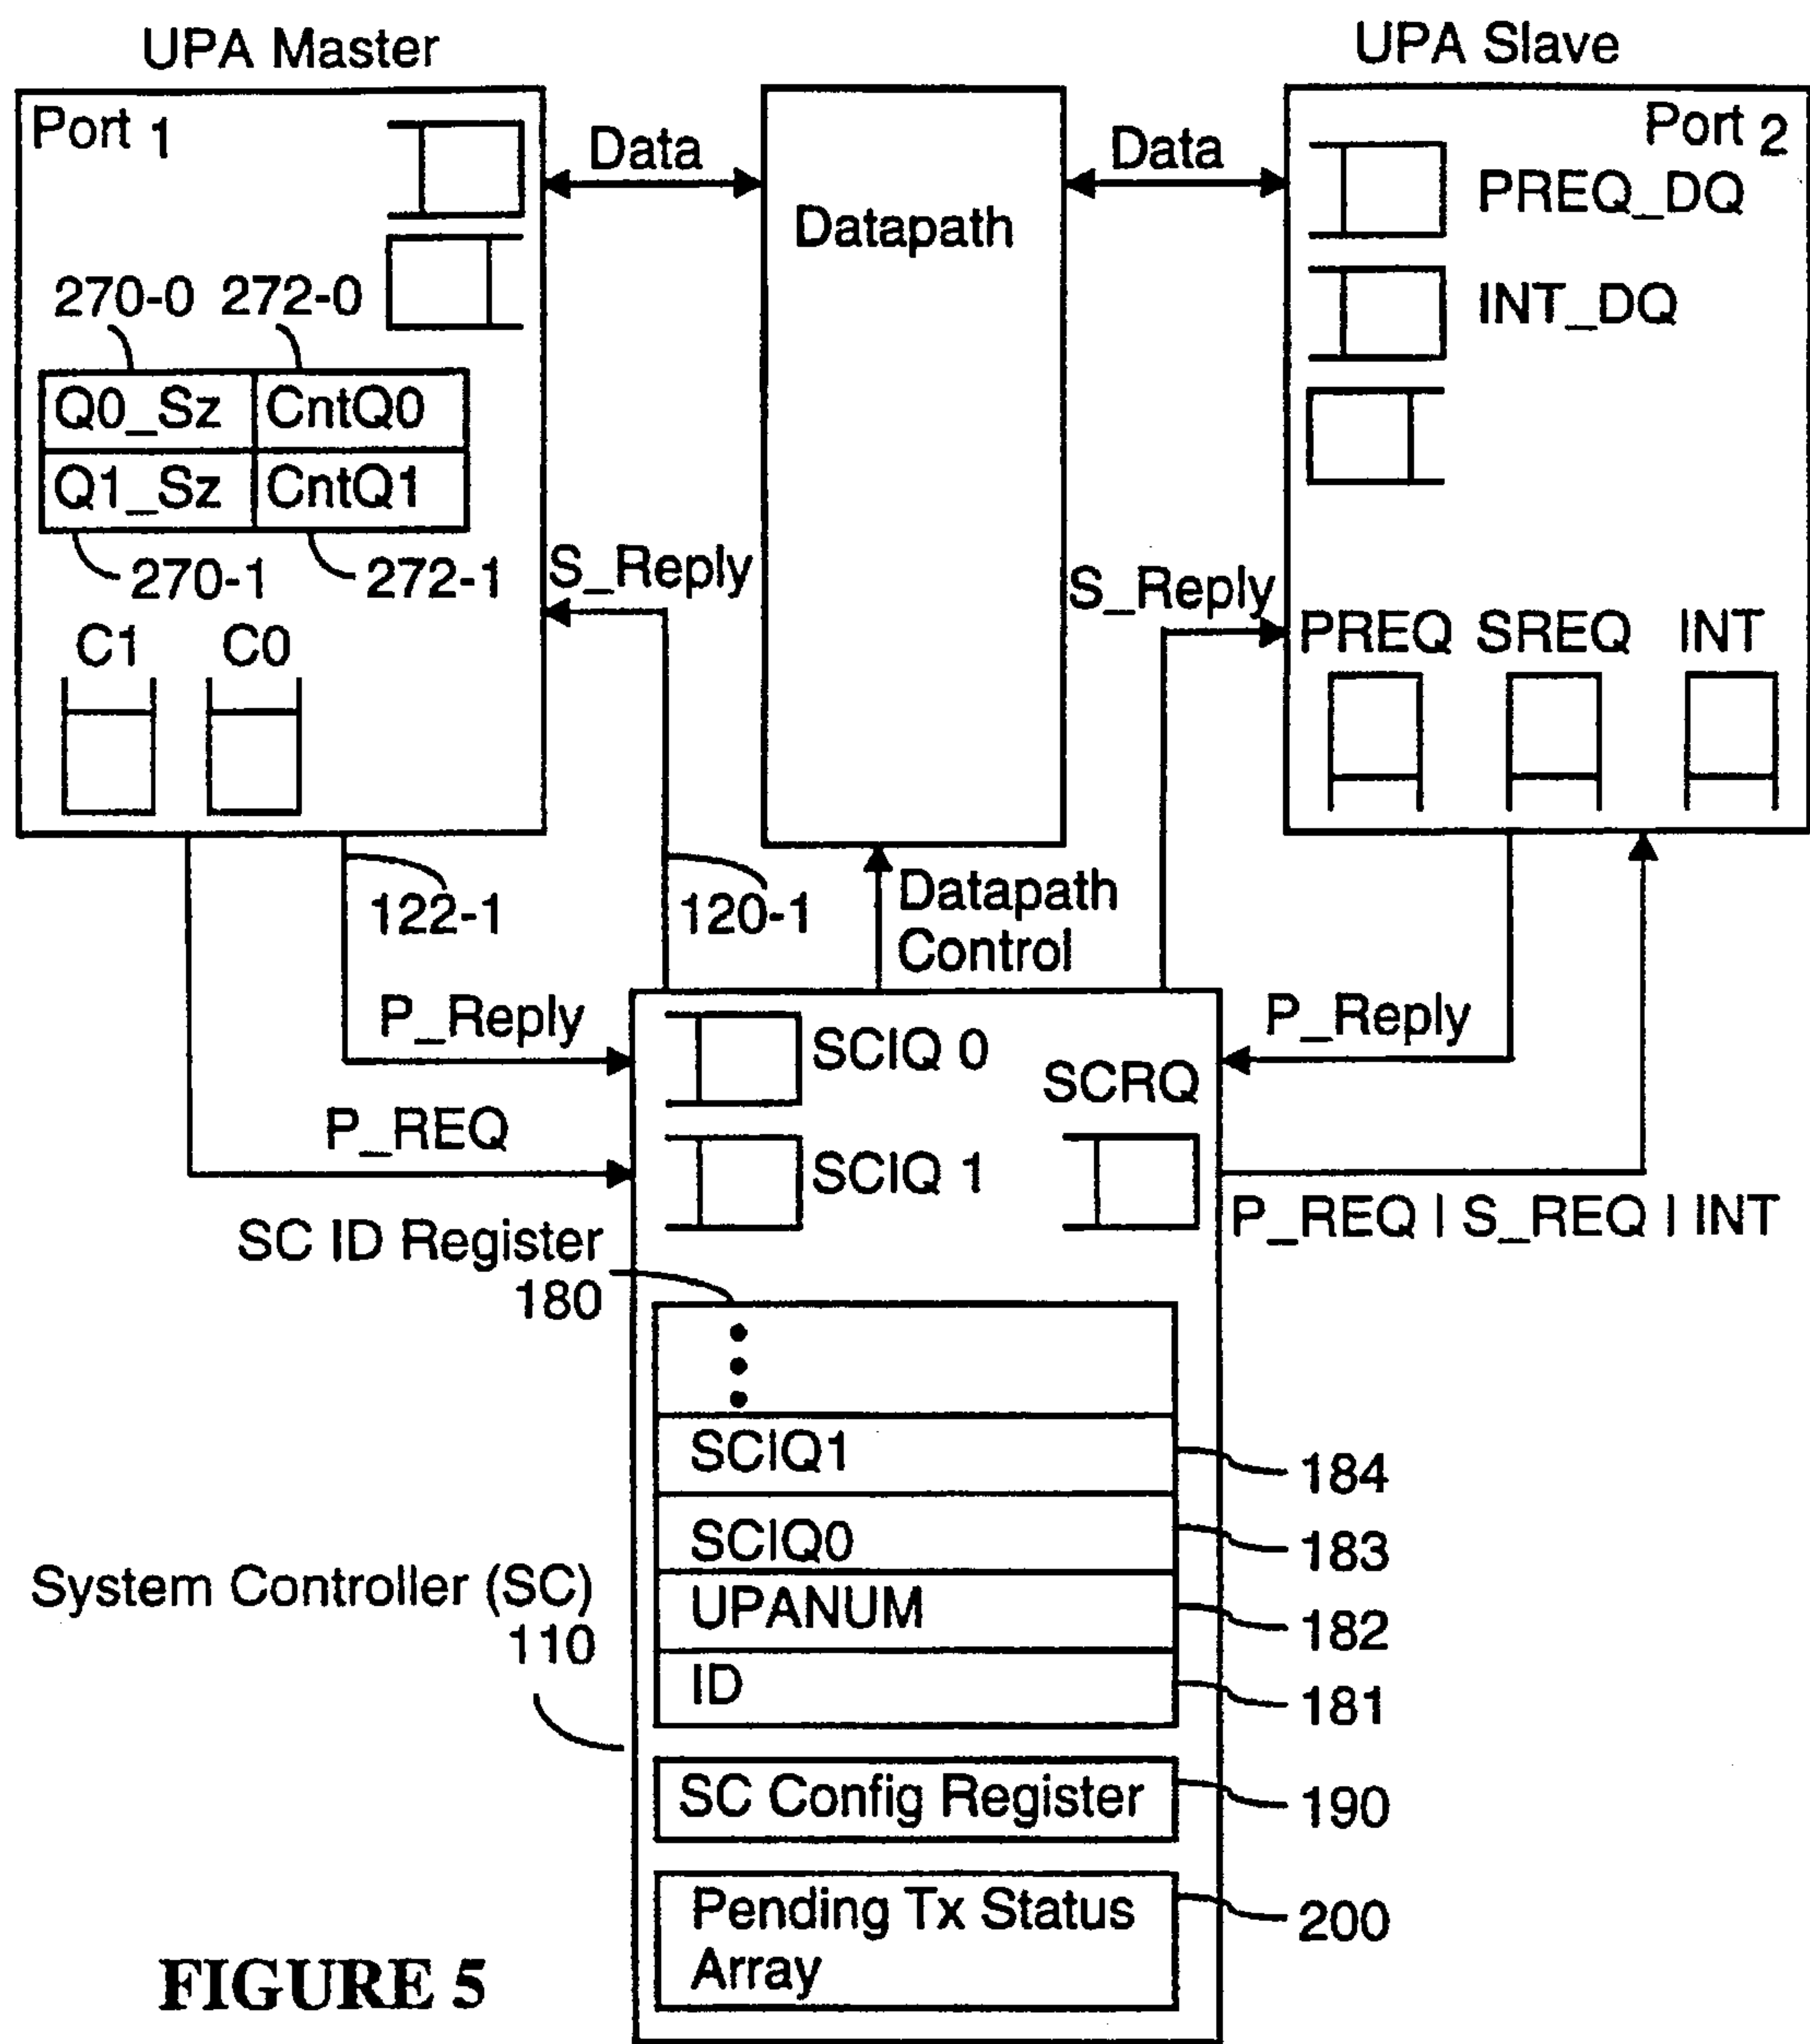 UPA Master
UPA Slave
Port 1
Data
Datapath
Data
Port 2
PREQ_DQ
INT_DQ
270-0
272-0
Q0_Sz
CntQ0
Q1_Sz
CntQ1
270-1
272-1
S_Reply
S_Reply
C1
C0
PREQ
SREQ
INT
122-1
120-1
Datapath
Control
P_Reply
P_REQ
SCIQ 0
SCRQ
SCIQ 1
P_Reply
P_REQ | S_REQ | INT
SC ID Register
180
SCIQ1
184
SCIQ0
183
UPANUM
182
ID
181
System Controller (SC)
110
SC Config Register
190
Pending Tx Status
Array
200
FIGURE 5